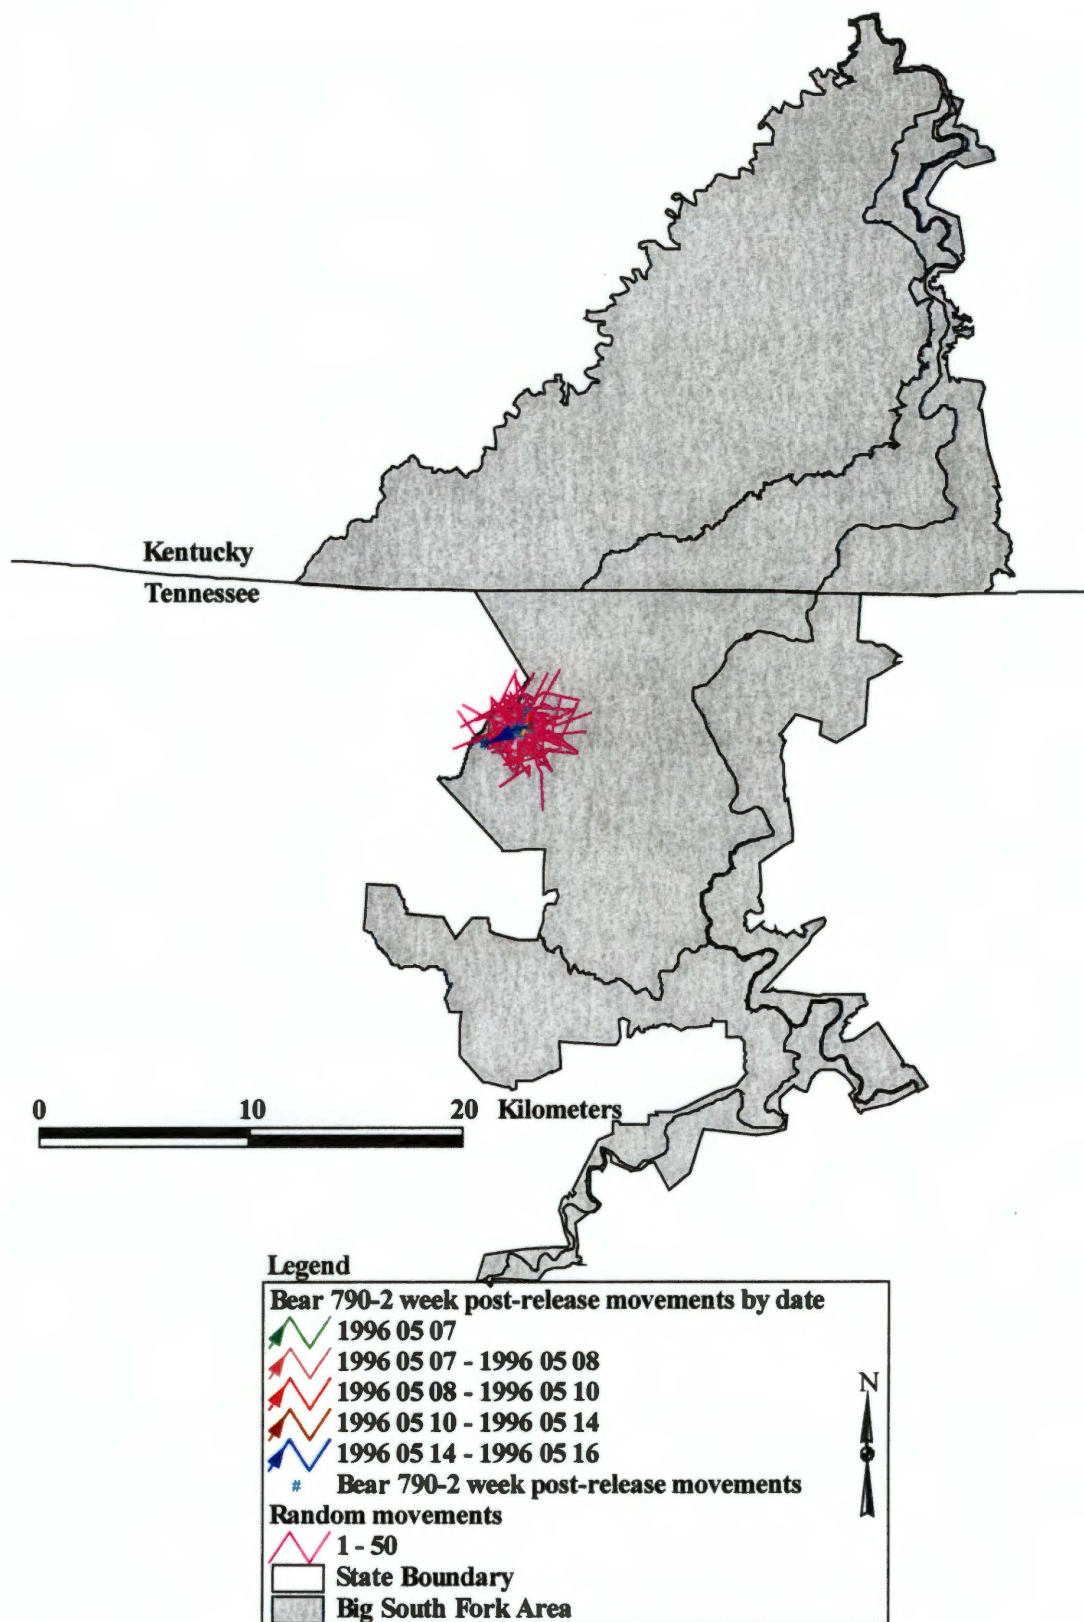 Kentucky
Tennessee
0 10 20 Kilometers
Legend
Bear 790-2 week post-release movements by date
1996 05 07
1996 05 07 - 1996 05 08
1996 05 08 - 1996 05 10
1996 05 10 - 1996 05 14
1996 05 14 - 1996 05 16
# Bear 790-2 week post-release movements
N
Random movements
1 - 50
State Boundary
Big South Fork Area